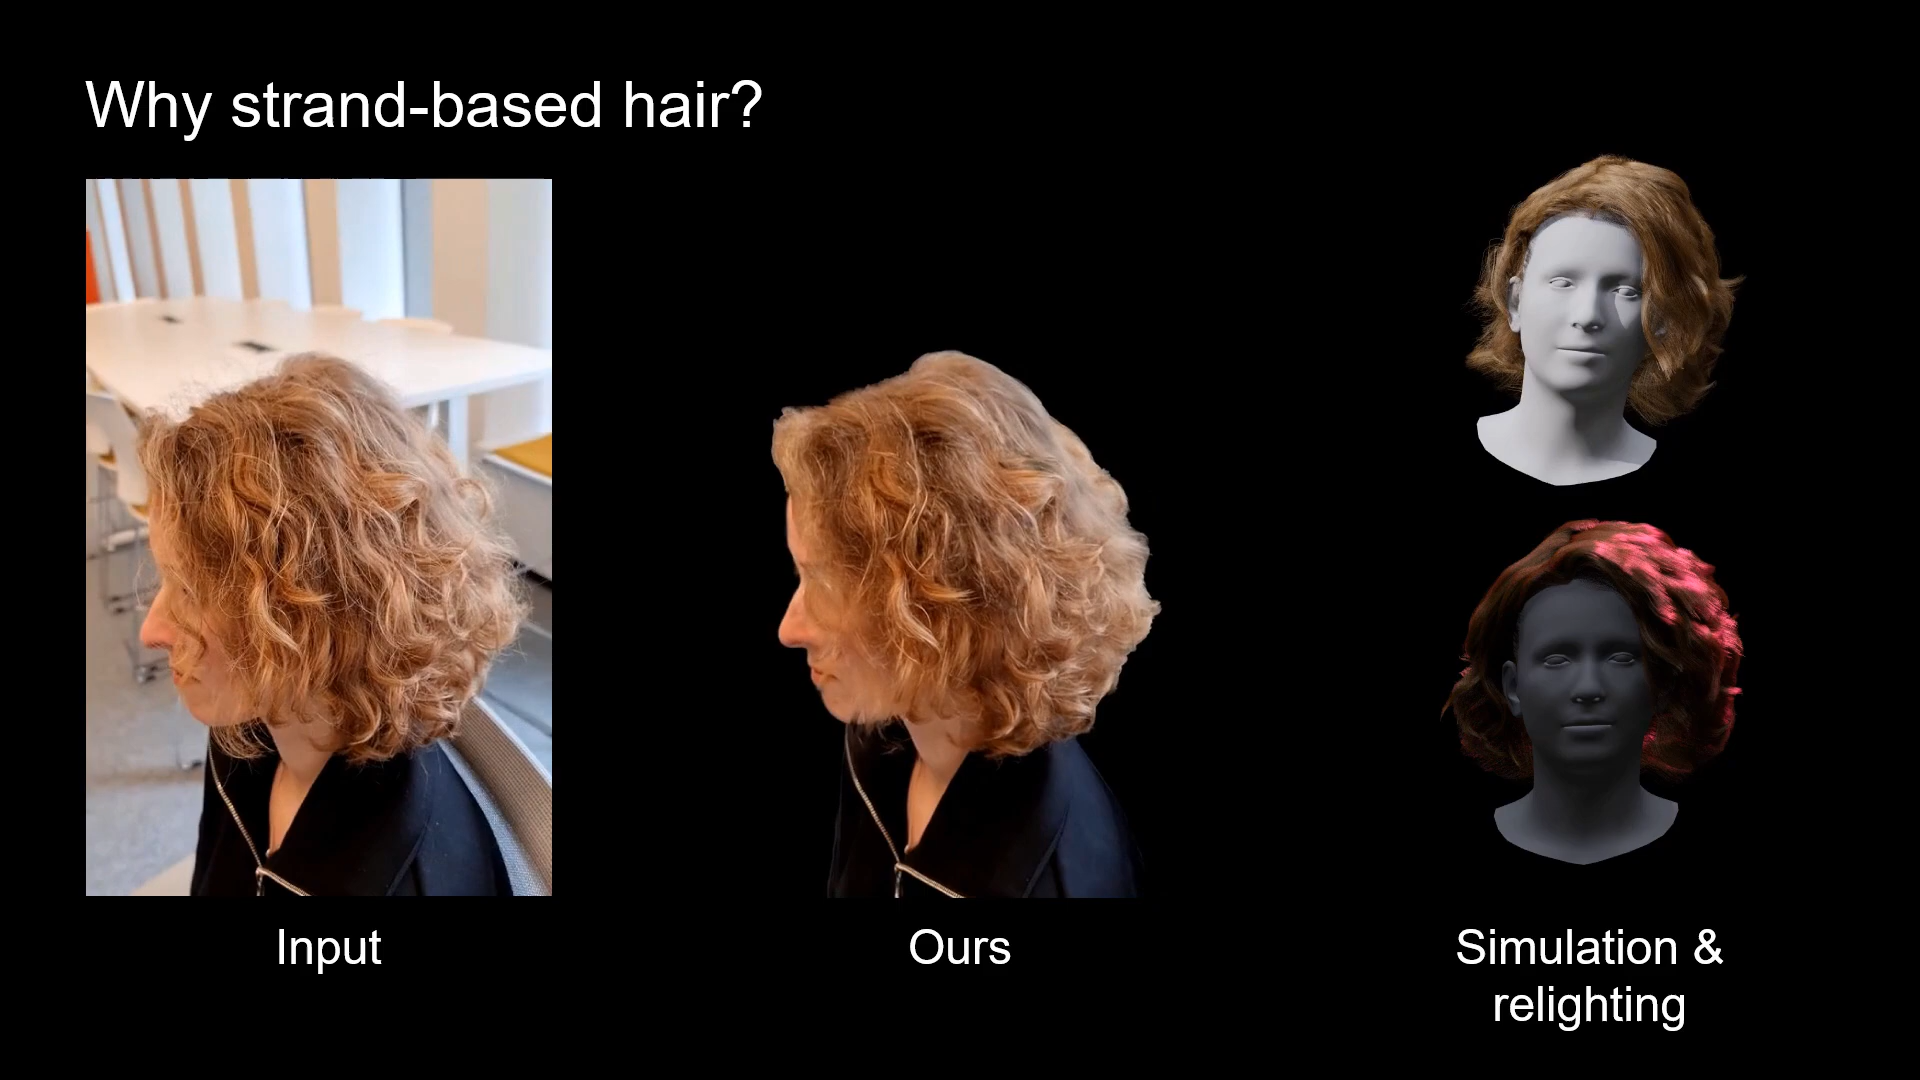 Why strand-based hair?
Input
Ours
Simulation &
relighting